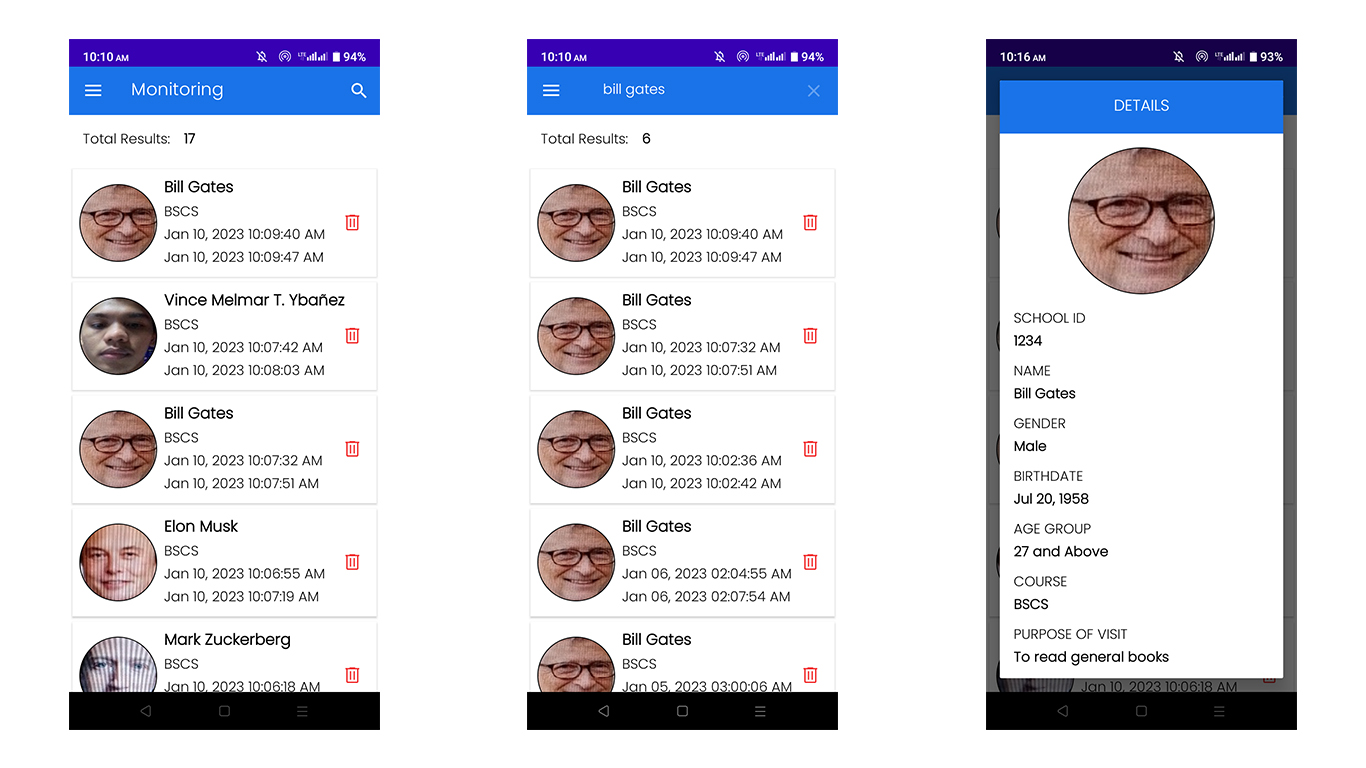 10:10 AM LTE 94%
Monitoring
Total Results: 17
Bill Gates
BSCS
Jan 10, 2023 10:09:40 AM
Jan 10, 2023 10:09:47 AM
Vince Melmar T. Ybañez
BSCS
Jan 10, 2023 10:07:42 AM
Jan 10, 2023 10:08:03 AM
Bill Gates
BSCS
Jan 10, 2023 10:07:32 AM
Jan 10, 2023 10:07:51 AM
Elon Musk
BSCS
Jan 10, 2023 10:06:55 AM
Jan 10, 2023 10:07:19 AM
Mark Zuckerberg
BSCS
Jan 10, 2023 10:06:18 AM
10:10 AM LTE 94%
bill gates
Total Results: 6
Bill Gates
BSCS
Jan 10, 2023 10:09:40 AM
Jan 10, 2023 10:09:47 AM
Bill Gates
BSCS
Jan 10, 2023 10:07:32 AM
Jan 10, 2023 10:07:51 AM
Bill Gates
BSCS
Jan 10, 2023 10:02:36 AM
Jan 10, 2023 10:02:42 AM
Bill Gates
BSCS
Jan 06, 2023 02:04:55 AM
Jan 06, 2023 02:07:54 AM
Bill Gates
BSCS
Jan 05, 2023 03:00:06 AM
10:16 AM LTE 93%
DETAILS
SCHOOL ID
1234
NAME
Bill Gates
GENDER
Male
BIRTHDATE
Jul 20, 1958
AGE GROUP
27 and Above
COURSE
BSCS
PURPOSE OF VISIT
To read general books
Jan 10, 2023 10:06:18 AM